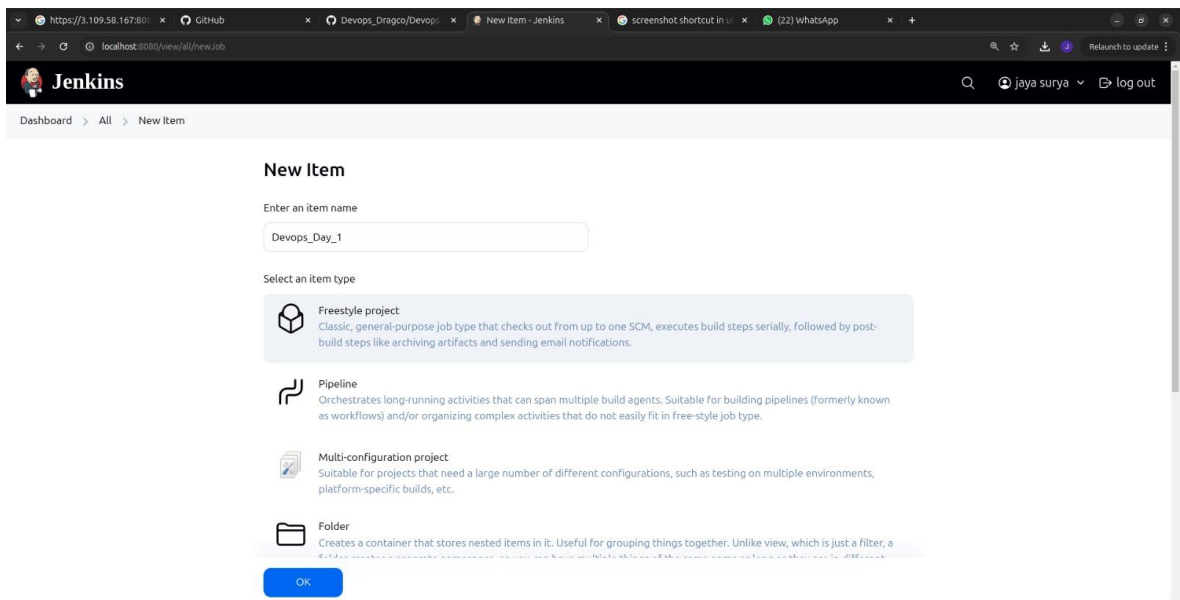 https://3.109.58.167:808
GitHub
Devops_Dragco/Devops
New Item - Jenkins
screenshot shortcut in u
(22) WhatsApp
localhost:8080/view/all/newJob
Relaunch to update
Jenkins
jaya surya
log out
Dashboard > All > New Item
New Item
Enter an item name
Devops_Day_1
Select an item type
Freestyle project
Classic, general-purpose job type that checks out from up to one SCM, executes build steps serially, followed by post-
build steps like archiving artifacts and sending email notifications.
Pipeline
Orchestrates long-running activities that can span multiple build agents. Suitable for building pipelines (formerly known
as workflows) and/or organizing complex activities that do not easily fit in free-style job type.
Multi-configuration project
Suitable for projects that need a large number of different configurations, such as testing on multiple environments,
platform-specific builds, etc.
Folder
Creates a container that stores nested items in it. Useful for grouping things together. Unlike view, which is just a filter, a
OK